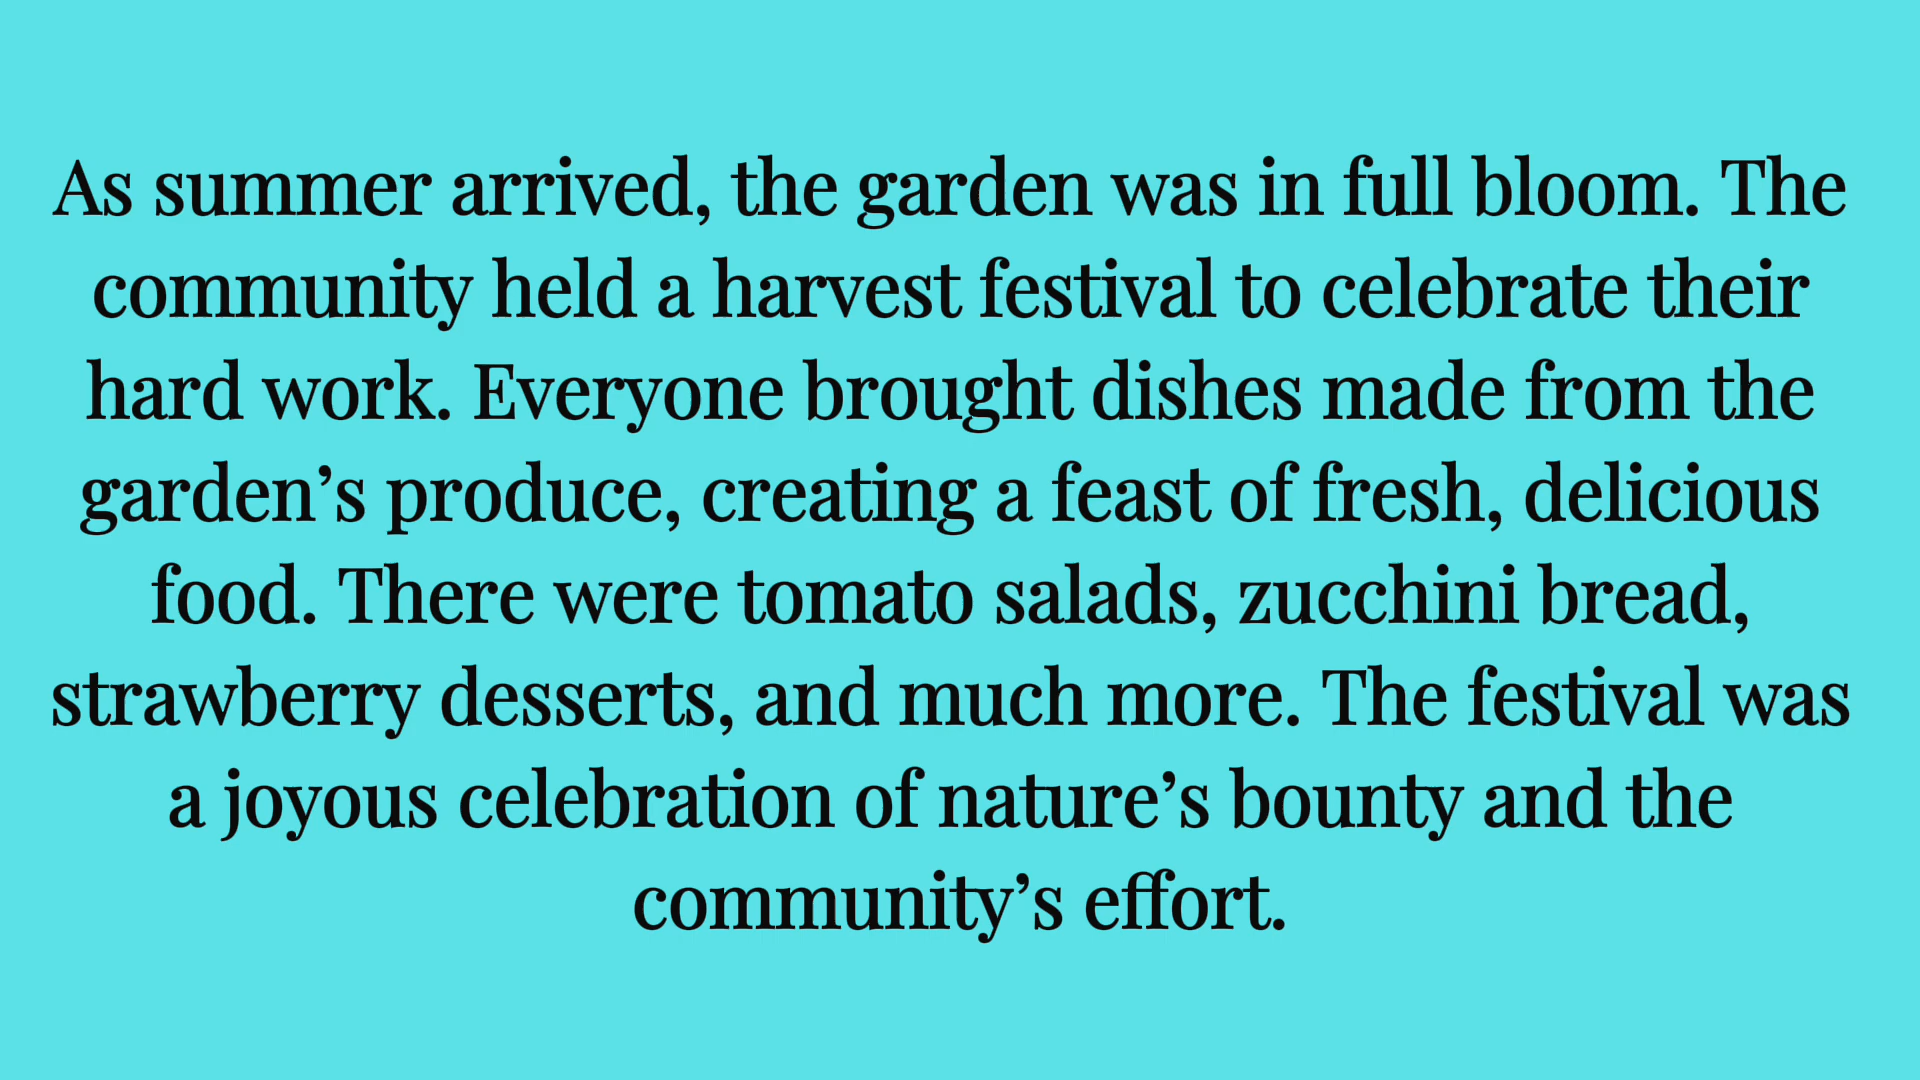 As summer arrived, the garden was in full bloom. The
community held a harvest festival to celebrate their
hard work. Everyone brought dishes made from the
garden’s produce, creating a feast of fresh, delicious
food. There were tomato salads, zucchini bread,
strawberry desserts, and much more. The festival was
a joyous celebration of nature’s bounty and the
community’s effort.